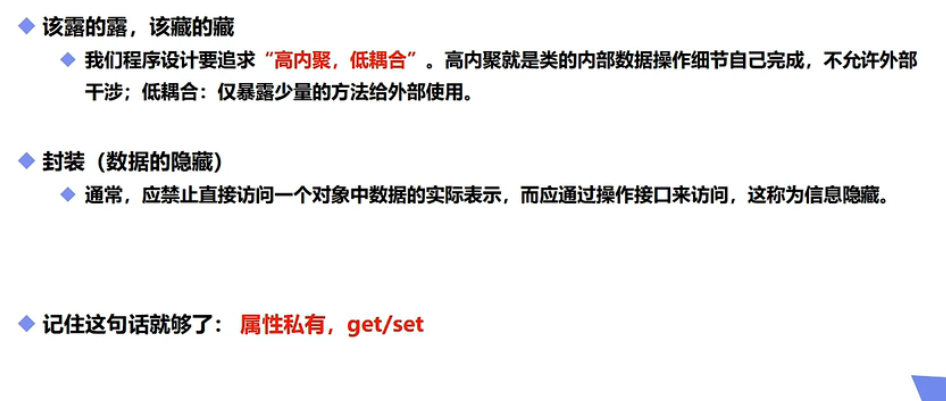 该露的露，该藏的藏
我们程序设计要追求“高内聚，低耦合”。高内聚就是类的内部数据操作细节自己完成，不允许外部
干涉；低耦合：仅暴露少量的方法给外部使用。
封装（数据的隐藏）
通常，应禁止直接访问一个对象中数据的实际表示，而应通过操作接口来访问，这称为信息隐藏。
记住这句话就够了：属性私有，get/set